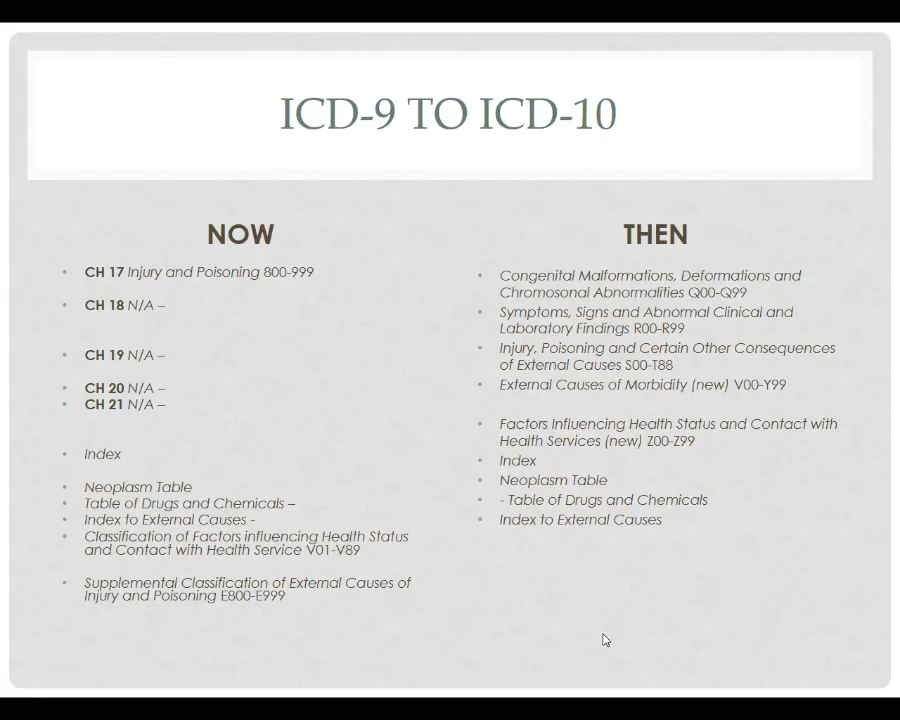 ICD-9 TO ICD-10
NOW
• CH 17 Injury and Poisoning 800-999
• CH 18 N/A –
• CH 19 N/A –
• CH 20 N/A –
• CH 21 N/A –
• Index
• Neoplasm Table
• Table of Drugs and Chemicals –
• Index to External Causes -
• Classification of Factors influencing Health Status
and Contact with Health Service V01-V89
• Supplemental Classification of External Causes of
Injury and Poisoning E800-E999
THEN
• Congenital Malformations, Deformations and
Chromosonal Abnormalities Q00-Q99
• Symptoms, Signs and Abnormal Clinical and
Laboratory Findings R00-R99
• Injury, Poisoning and Certain Other Consequences
of External Causes S00-T88
• External Causes of Morbidity (new) V00-Y99
• Factors Influencing Health Status and Contact with
Health Services (new) Z00-Z99
• Index
• Neoplasm Table
• - Table of Drugs and Chemicals
• Index to External Causes